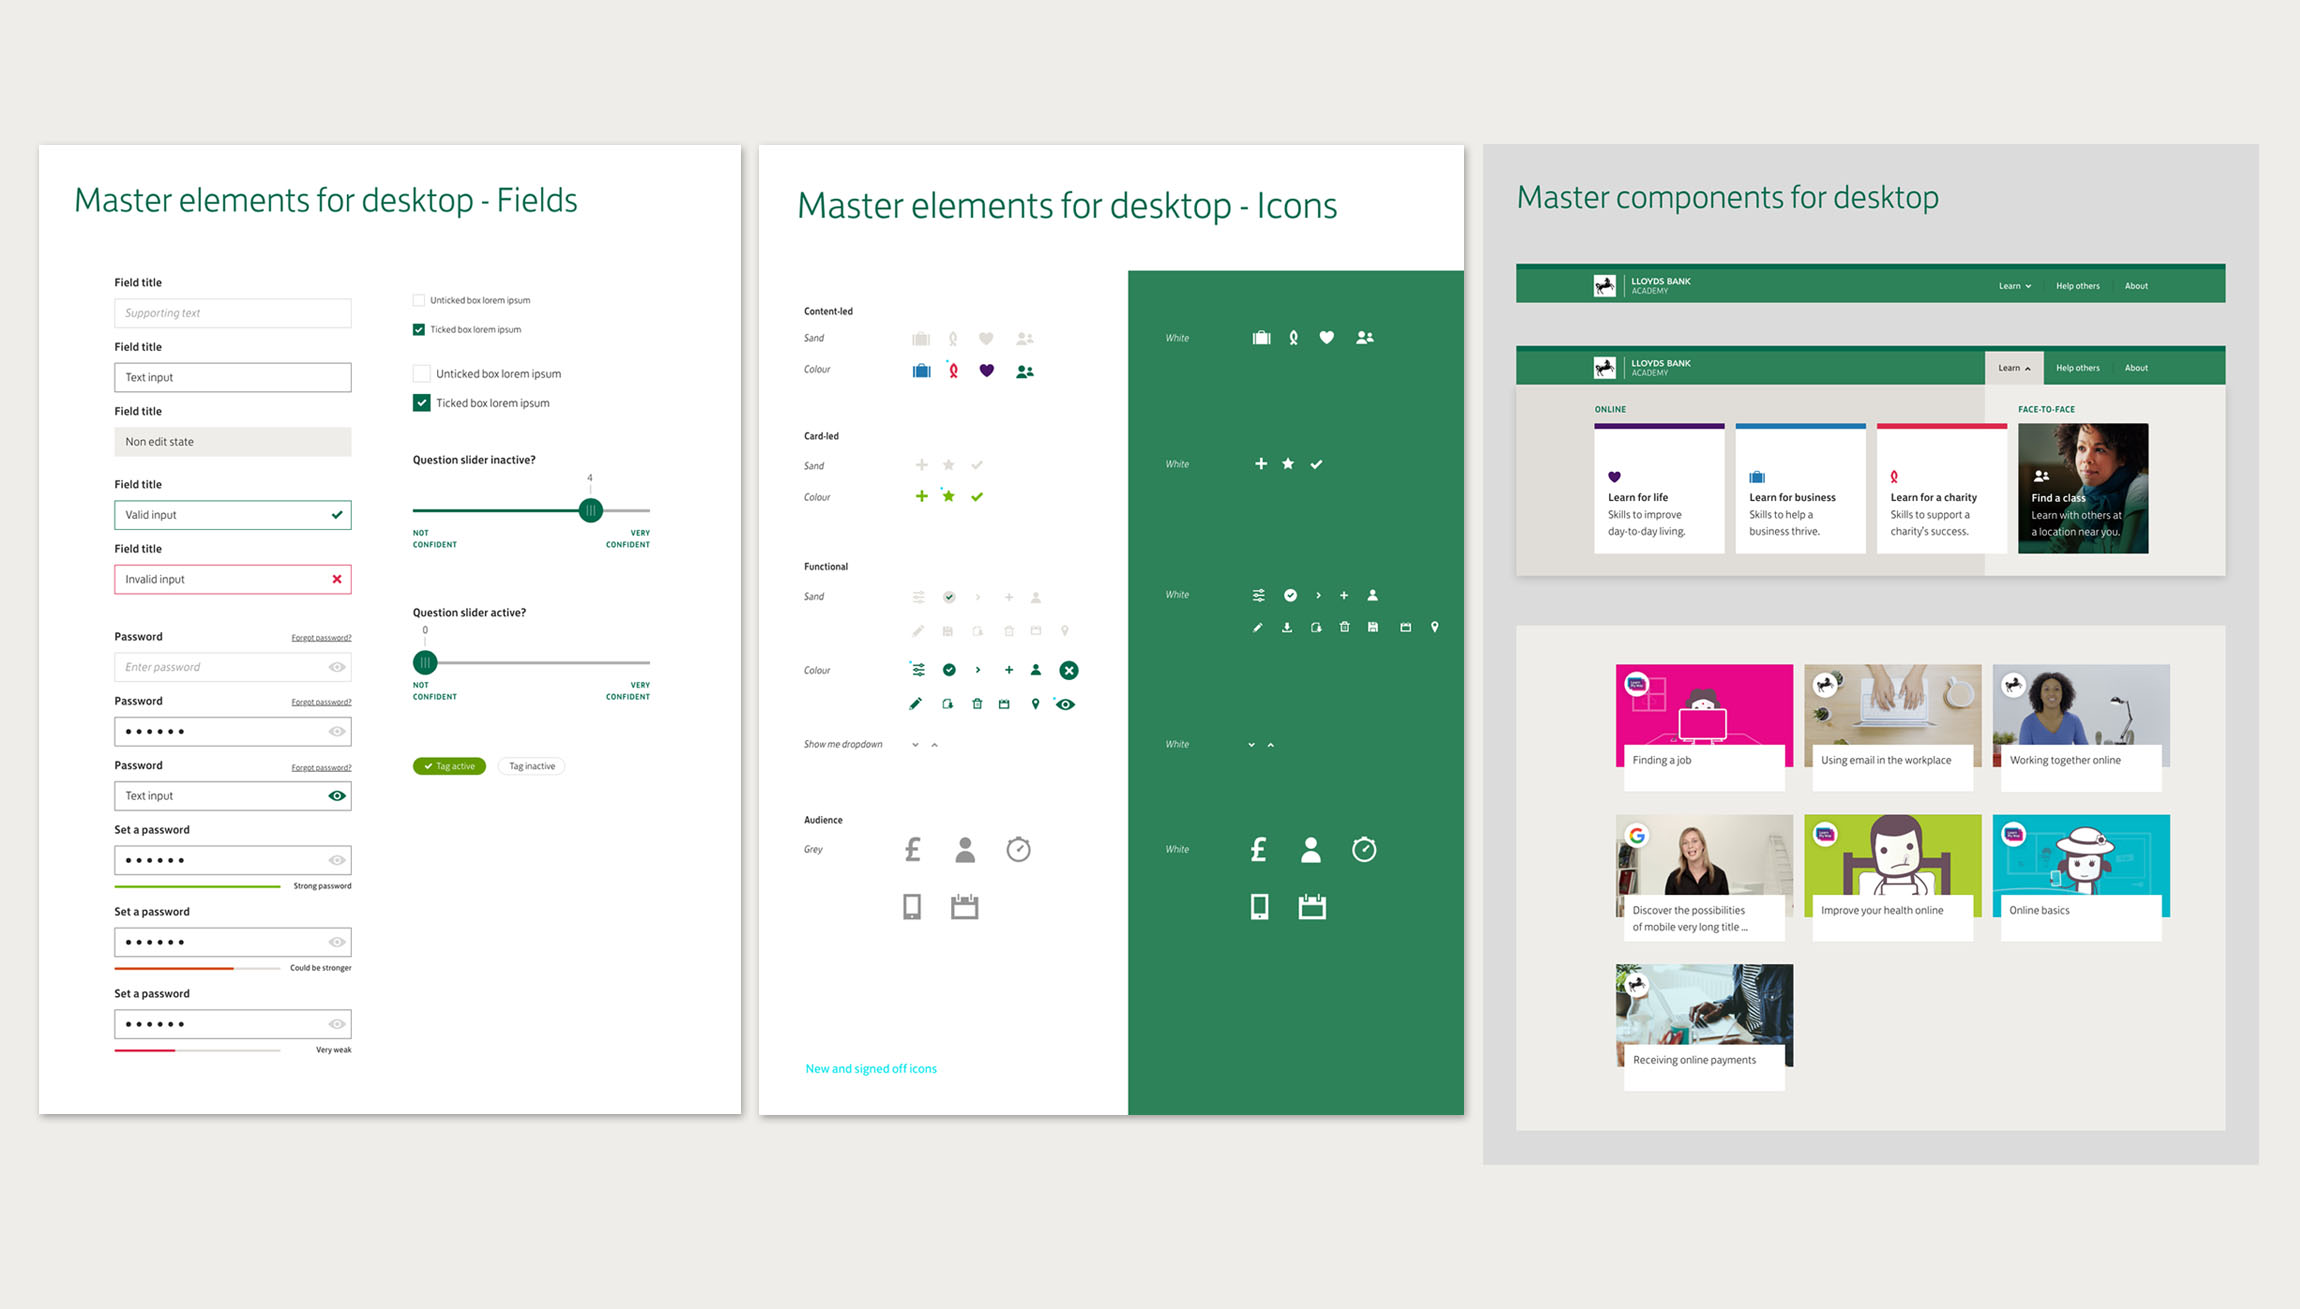 Master elements for desktop - Fields
Field title
Supporting text
Field title
Text input
Field title
Non edit state
Field title
Valid input
Field title
Invalid input
Password
Forgot password?
Enter password
Password
Forgot password?
Password
Forgot password?
Text input
Set a password
Strong password
Set a password
Could be stronger
Set a password
Very weak
Unticked box lorem ipsum
Ticked box lorem ipsum
Unticked box lorem ipsum
Ticked box lorem ipsum
Question slider inactive?
4
NOT
CONFIDENT
VERY
CONFIDENT
Question slider active?
0
NOT
CONFIDENT
VERY
CONFIDENT
Tag active
Tag inactive
Master elements for desktop - Icons
Content-led
Sand
White
Colour
Card-led
Sand
White
Colour
Functional
Sand
White
Colour
Show me dropdown
White
Audience
Grey
£
White
£
New and signed off icons
Master components for desktop
LLOYDS BANK
ACADEMY
Learn
Help others
About
LLOYDS BANK
ACADEMY
Learn
Help others
About
ONLINE
FACE-TO-FACE
Learn for life
Skills to improve
day-to-day living.
Learn for business
Skills to help a
business thrive.
Learn for a charity
Skills to support a
charity's success.
Find a class
Learn with others at
a location near you.
Learn
My Way
Finding a job
Using email in the workplace
Working together online
G
Discover the possibilities
of mobile very long title ...
Learn
My Way
Improve your health online
Learn
My Way
Online basics
Receiving online payments